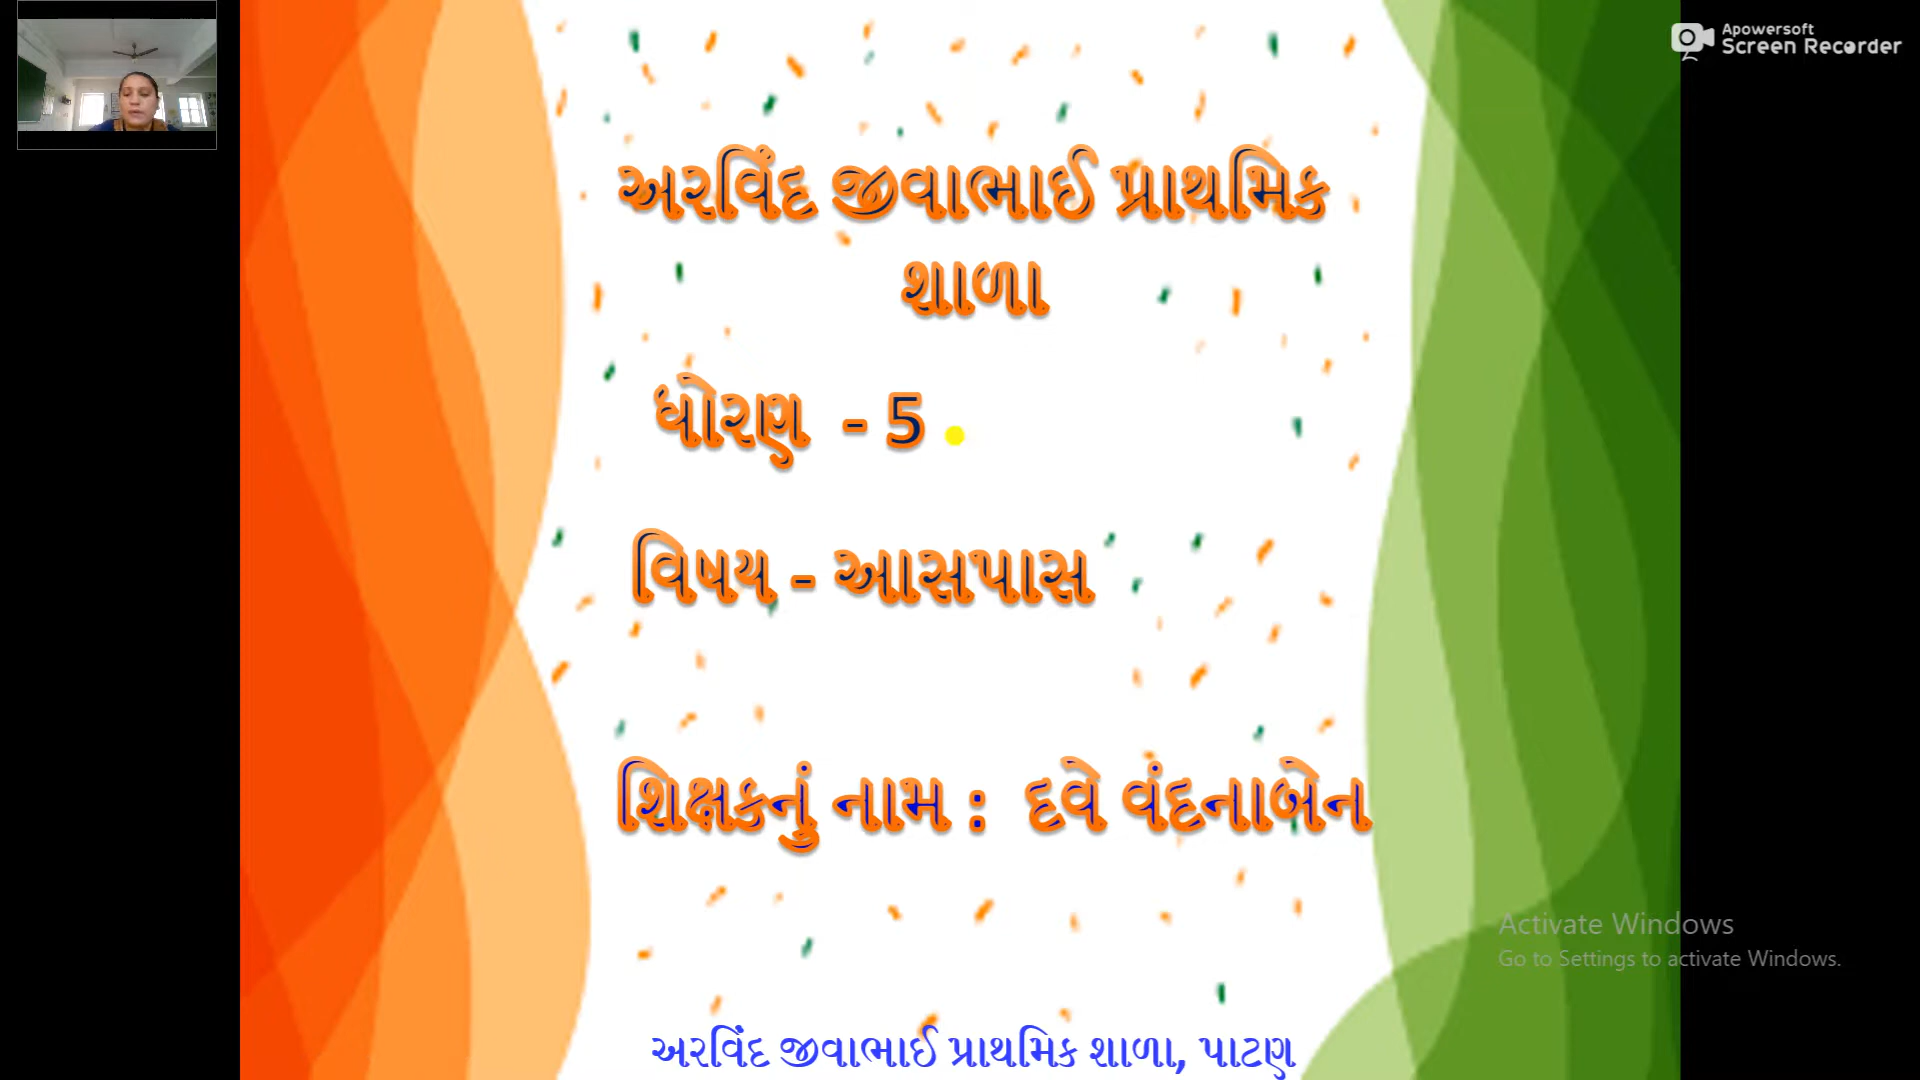 Apowersoft
Screen Recorder
અરવિંદ જીવાભાઈ પ્રાથમિક
શાળા
ધોરણ - 5
વિષય - આસપાસ
શિક્ષકનું નામ : દવે વંદનાબેન
Activate Windows
Go to Settings to activate Windows.
અરવિંદ જીવાભાઈ પ્રાથમિક શાળા, પાટણ